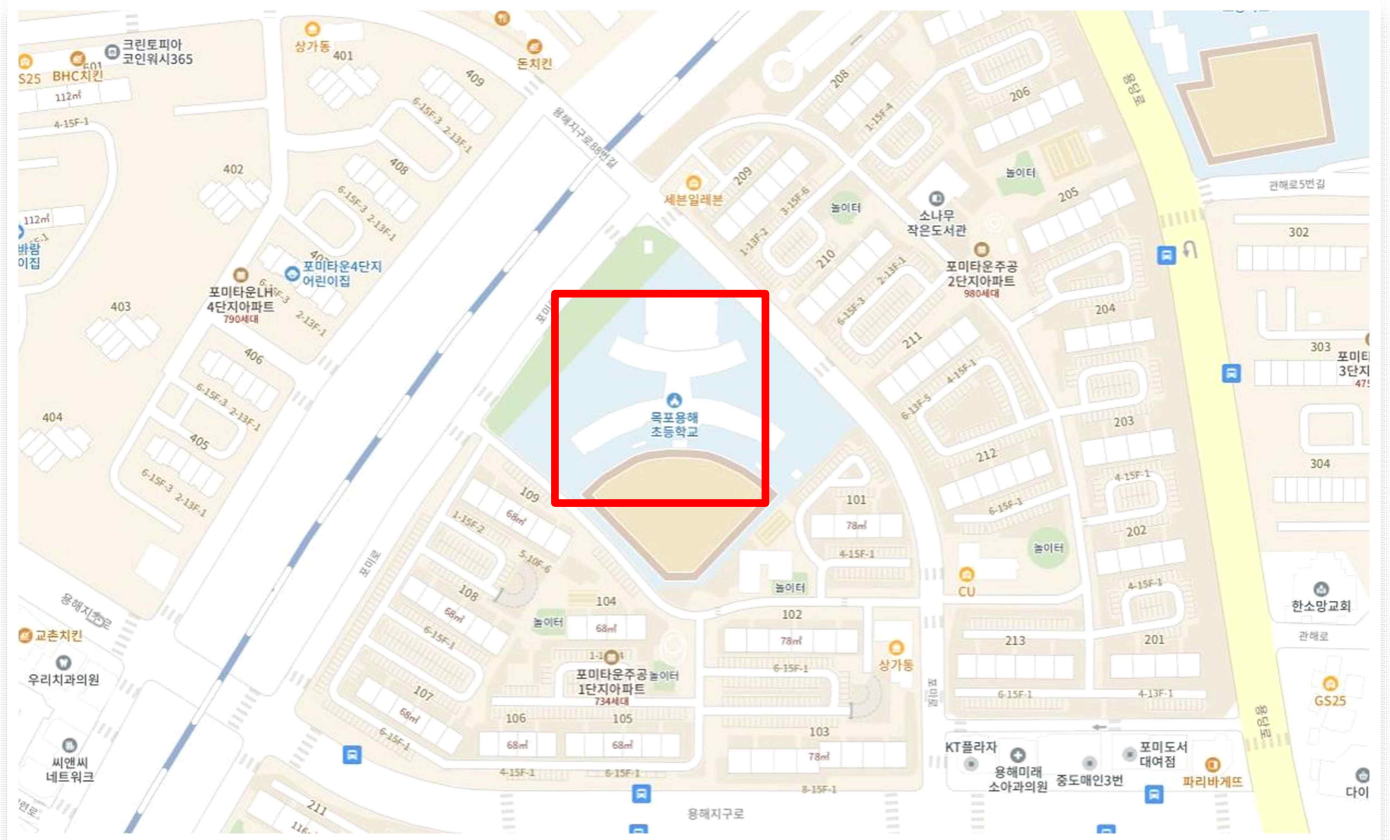 크린토피아
코인워시365
S25
BHC치킨
601
112㎡
4-15F-1
상가동
401
409
돈치킨
6-15F-3
2-13F-1
용해지구로88번길
208
1-15F-4
206
용당로
402
408
6-15F-3
2-13F-1
209
세븐일레븐
3-15F-6
1-13F-2
놀이터
놀이터
소나무
작은도서관
205
관해로5번길
302
112㎡
포미타운4단지
어린이집
포미타운LH
4단지아파트
790세대
6-15F-3
2-13F-1
403
210
2-13F-1
6-15F-3
포미타운주공
2단지아파트
980세대
204
211
4-15F-1
6-13F-5
303
406
6-15F-3
2-13F-1
404
405
6-15F-3
2-13F-1
목포용해
초등학교
203
4-15F-1
212
6-15F-1
304
109
68㎡
1-15F-2
5-10F-6
101
78㎡
4-15F-1
202
4-15F-1
놀이터
CU
한소망교회
관해로
포미로
108
68㎡
6-15F-1
104
놀이터
68㎡
놀이터
102
78㎡
6-15F-1
상가동
213
6-15F-1
201
4-13F-1
교촌치킨
우리치과의원
포미타운주공
1단지아파트
734세대
놀이터
포미로
GS25
107
68㎡
6-15F-1
106
68㎡
4-15F-1
105
68㎡
6-15F-1
103
78㎡
8-15F-1
용당로
씨앤씨
네트워크
KT플라자
용해미래
소아과의원
중도매인3번
포미도서
대여점
파리바게뜨
211
용해지구로